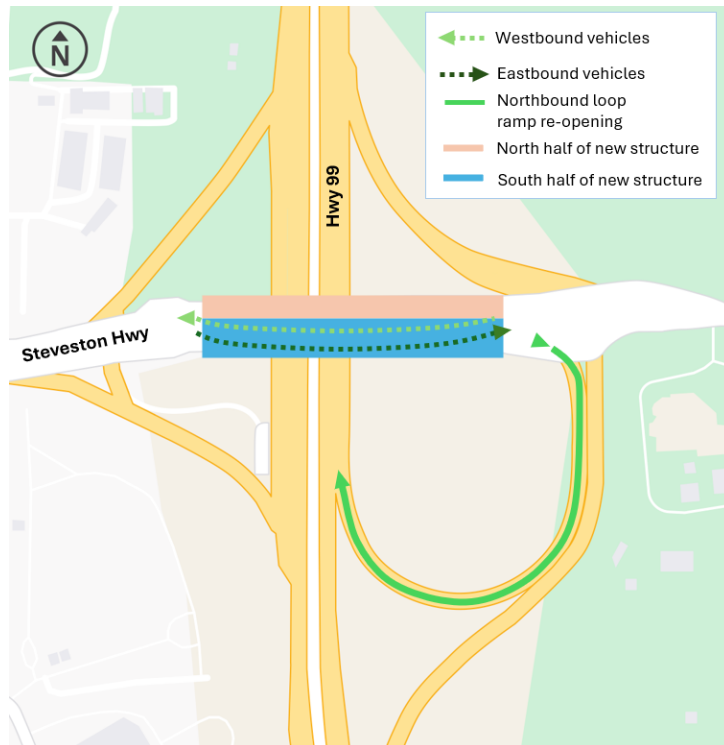 N
Westbound vehicles
Eastbound vehicles
Northbound loop
ramp re-opening
North half of new structure
South half of new structure
Hwy 99
Steveston Hwy